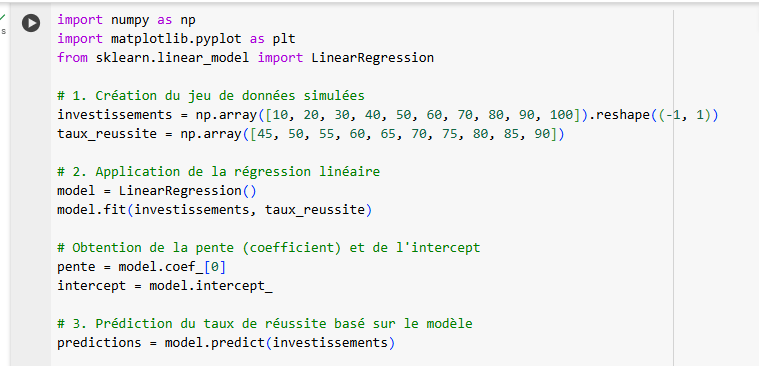 s
import numpy as np
import matplotlib.pyplot as plt
from sklearn.linear_model import LinearRegression
# 1. Création du jeu de données simulées
investissements = np.array([10, 20, 30, 40, 50, 60, 70, 80, 90, 100]).reshape((-1, 1))
taux_reussite = np.array([45, 50, 55, 60, 65, 70, 75, 80, 85, 90])
# 2. Application de la régression linéaire
model = LinearRegression()
model.fit(investissements, taux_reussite)
# Obtention de la pente (coefficient) et de l'intercept
pente = model.coef_[0]
intercept = model.intercept_
# 3. Prédiction du taux de réussite basé sur le modèle
predictions = model.predict(investissements)